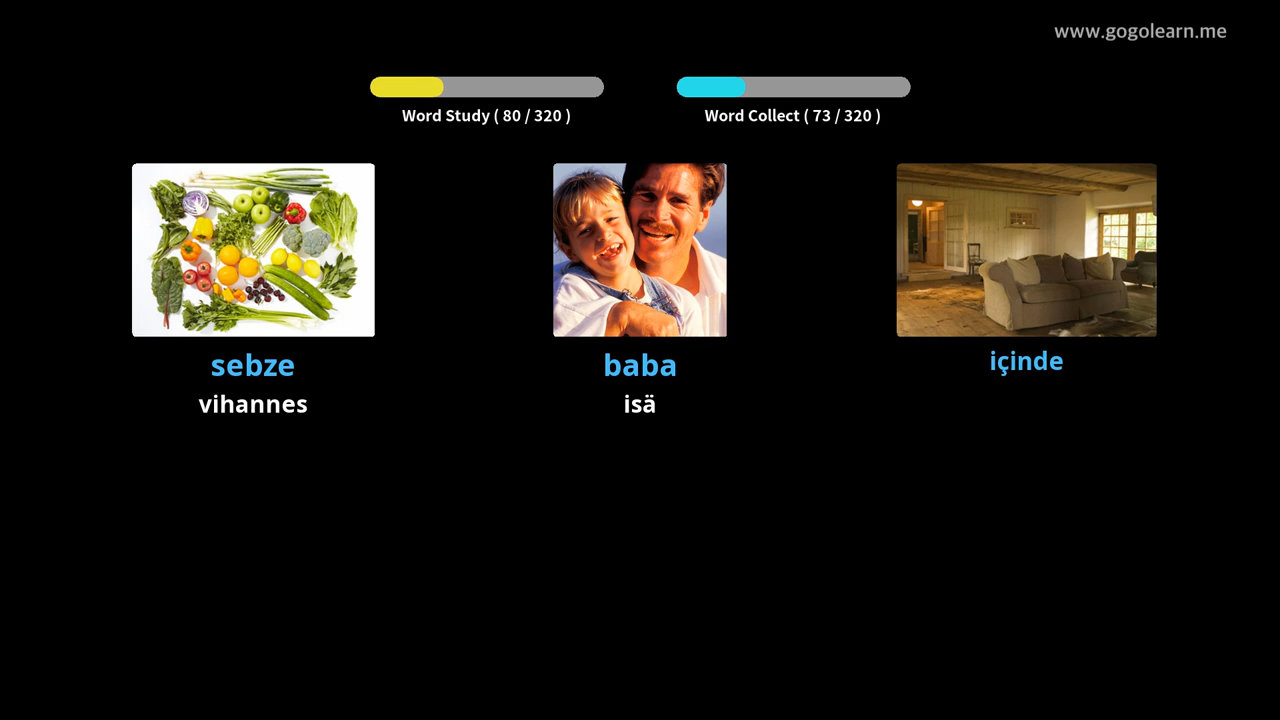 www.gogolearn.me
Word Study ( 80 / 320 )
Word Collect ( 73 / 320 )
sebze
vihannes
baba
isä
içinde